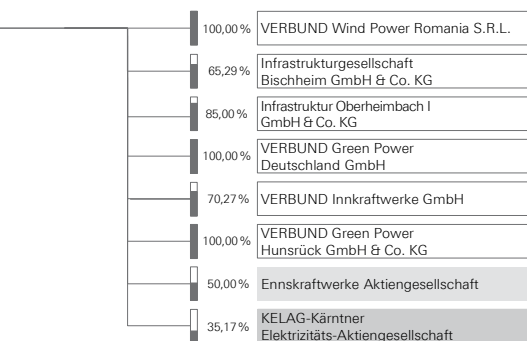 100,00 % VERBUND Wind Power Romania S.R.L.
65,29 % Infrastrukturgesellschaft
Bischheim GmbH & Co. KG
85,00 % Infrastruktur Oberheimbach I
GmbH & Co. KG
100,00 % VERBUND Green Power
Deutschland GmbH
70,27 % VERBUND Innkraftwerke GmbH
100,00 % VERBUND Green Power
Hunsrück GmbH & Co. KG
50,00 % Ennskraftwerke Aktiengesellschaft
35,17 % KELAG-Kärntner
Elektrizitäts-Aktiengesellschaft